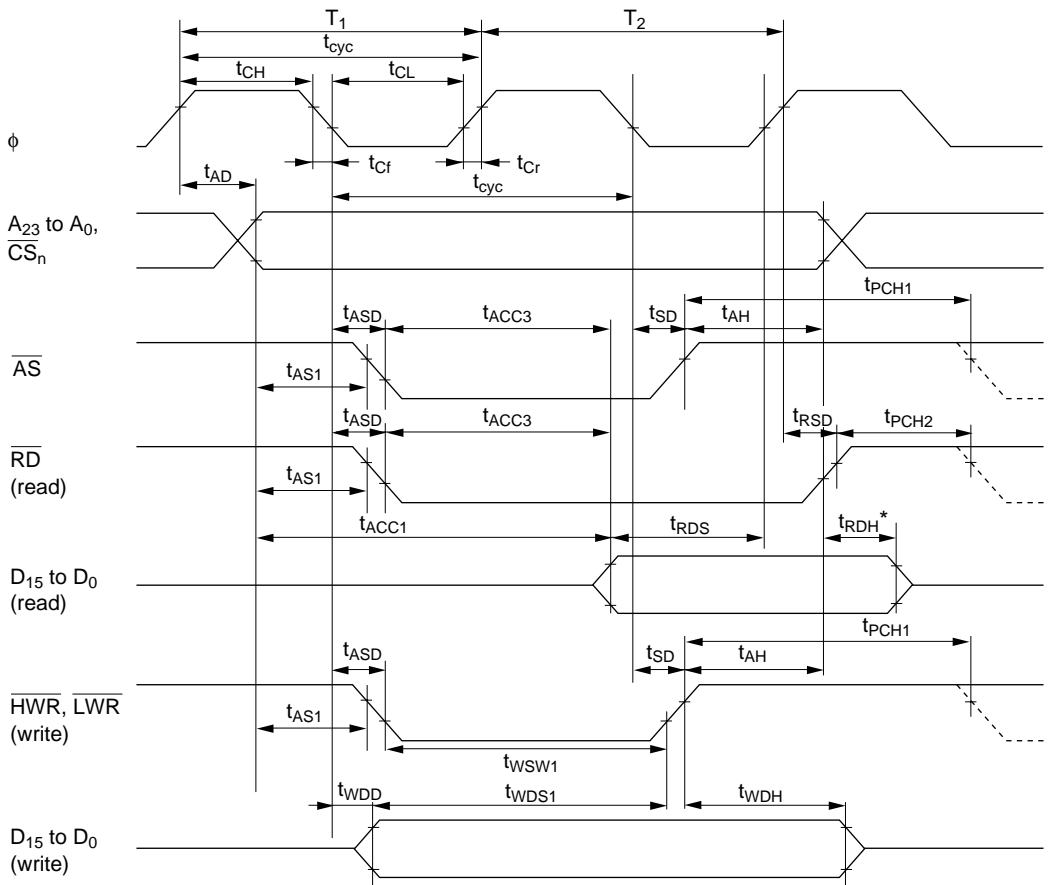 T1 T2
tcyc
tCH tCL
φ
tCf tCr
tAD
tcyc
A23 to A0,
CSn
tPCH1
tASD tACC3 tSD tAH
AS
tAS1
tASD tACC3 tRSD tPCH2
RD
(read)
tAS1
tACC1 tRDS tRDH*
D15 to D0
(read)
tPCH1
tASD tSD tAH
HWR, LWR
(write)
tAS1
tWSW1
tWDD tWDS1 tWDH
D15 to D0
(write)